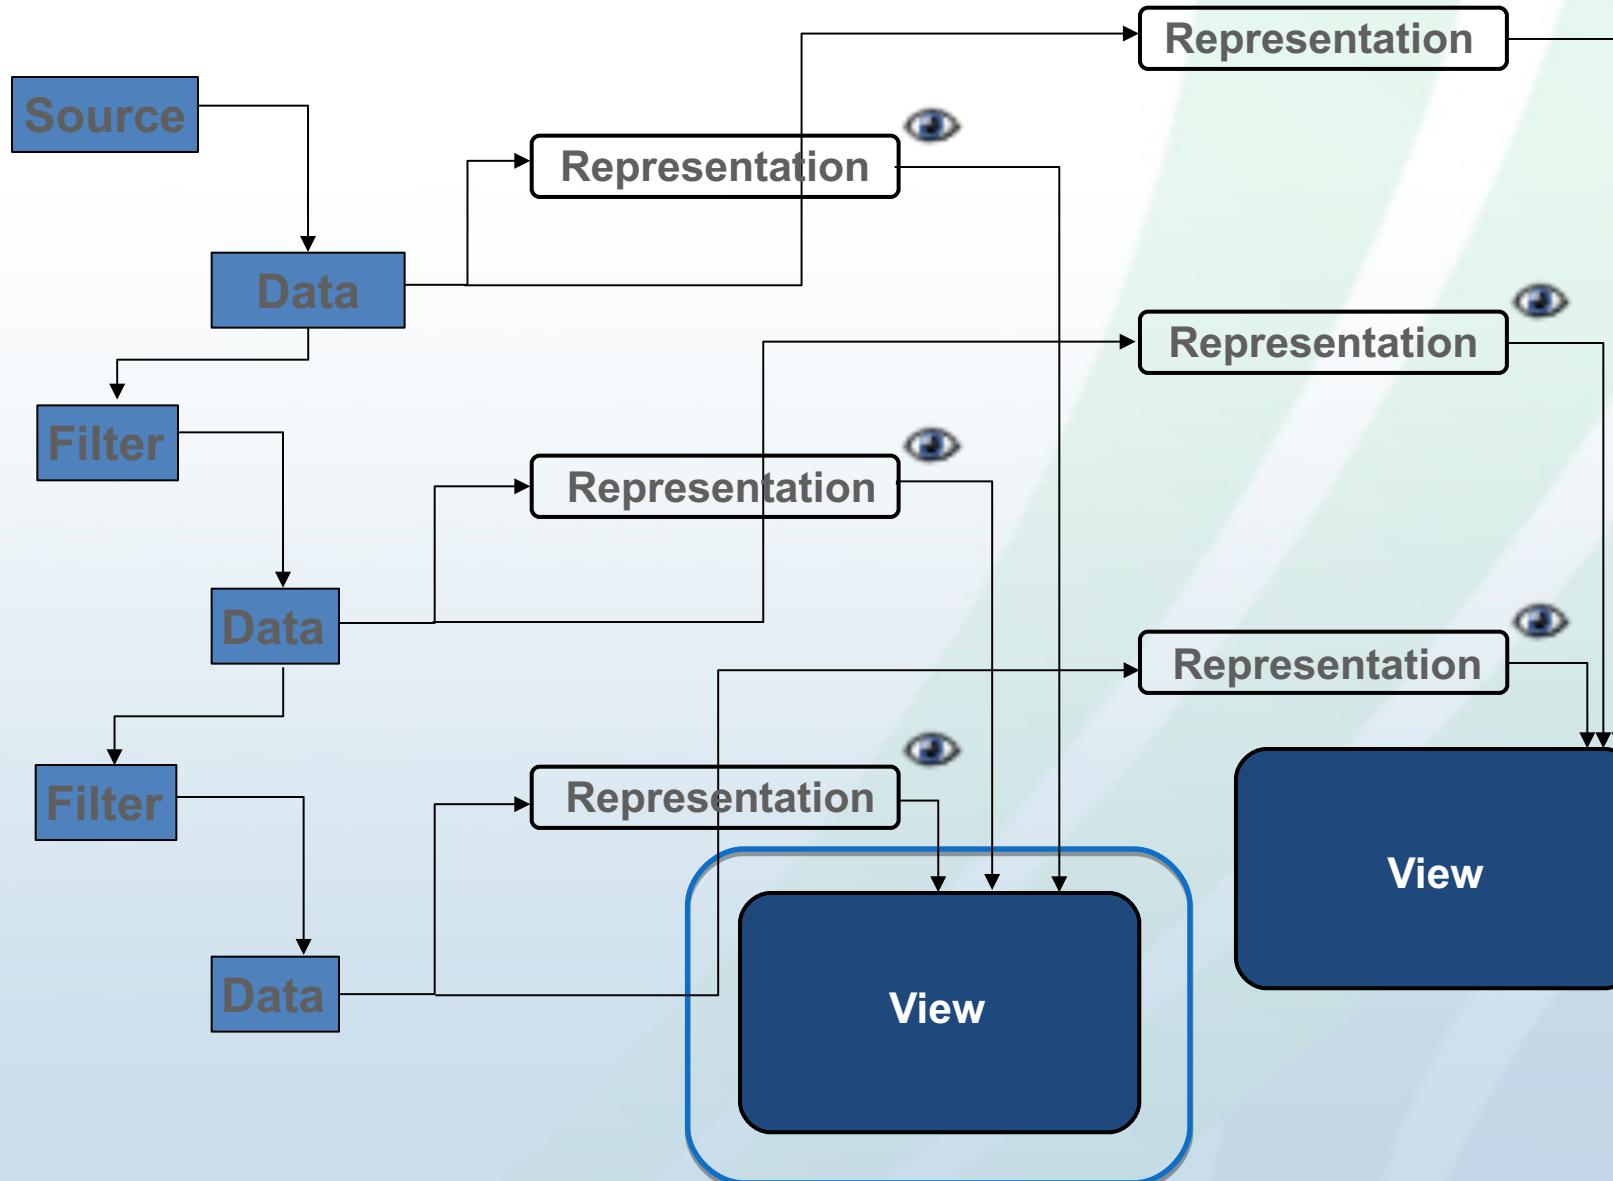 Representation
Source
Representation
Data
Representation
Filter
Representation
Data
Representation
Filter
Representation
View
Data
View